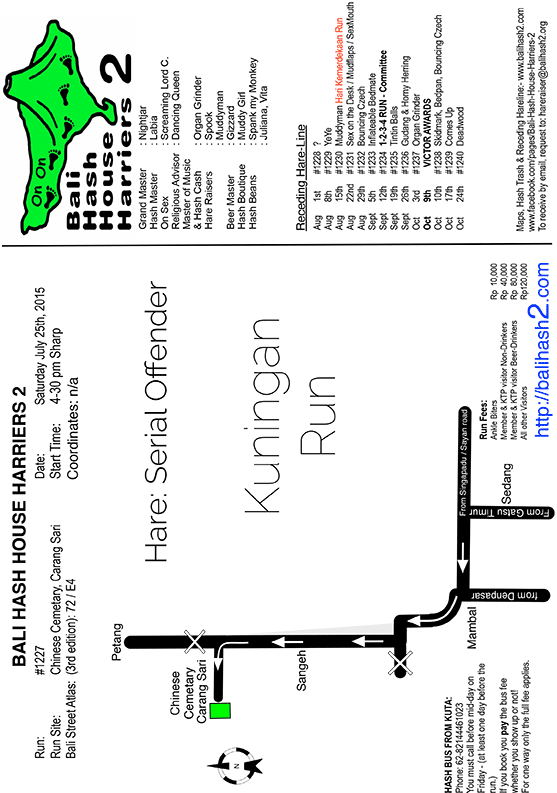 BALI HASH HOUSE HARRIERS 2
Run: #1227
Run Site: Chinese Cemetary, Carang Sari
Bali Street Atlas: (3rd edition): 72 / E4
Date: Saturday July 25th, 2015
Start Time: 4-30 pm Sharp
Coordinates: n/a
Hare: Serial Offender
Kuningan
Run
Petang
Chinese
Cemetary
Carang Sari
Sangeh
N
Mambal
Sedang
From Singapadu / Sayan road
From Gatsu Timur
from Denpasar
HASH BUS FROM KUTA:
Phone: 62-82144461023
You must call before mid-day on
Friday - (at least one day before the
run.)
If you book you pay the bus fee
whether you show up or not!
For one way only the full fee applies.
Run Fees:
Ankle Biters Rp 10,000
Member & KTP visitor Non-Drinkers Rp 40,000
Member & KTP visitor Beer-Drinkers Rp 80,000
All other Visitors Rp120,000
http://balihash2.com
On On
Bali
Hash
House
Harriers 2
Grand Master : Nightjar
Hash Master : Labia
On Sex : Screaming Lord C.
Religious Advisor : Dancing Queen
Master of Music
& Hash Cash : Organ Grinder
Hare Raisers : Spook
: Muddyman
Beer Master : Gizzard
Hash Boutique : Muddy Girl
Hash Beans : Spank my Monkey
Juliana, Yila
Receding Hare-Line
Aug 1st #1228 ?
Aug 8th #1229 YeYe
Aug 15th #1230 Muddyman Hari Kemerdekaan Run
Aug 22nd #1231 Sex on the Desk / Mudflaps / SexMouth
Aug 29th #1232 Bouncing Czech
Sept 5th #1233 Inflateable Bedmate
Sept 12th #1234 1-2-3-4 RUN - Committee
Sept 19th #1235 Tintin Balls
Sept 26th #1236 Gudang & Horny Herring
Oct 3rd #1237 Organ Grinder
Oct 9th VICTOR AWARDS
Oct 10th #1238 Skidmark, Bedpan, Bouncing Czech
Oct 17th #1239 Comes Up
Oct 24th #1240 Deadwood
Maps, Hash Trash & Receding Hareline:- www.balihash2.com
www.facebook.com/pages/Bali-Hash-House-Harriers-2
To receive by email, request to: hareraiser@balihash.org